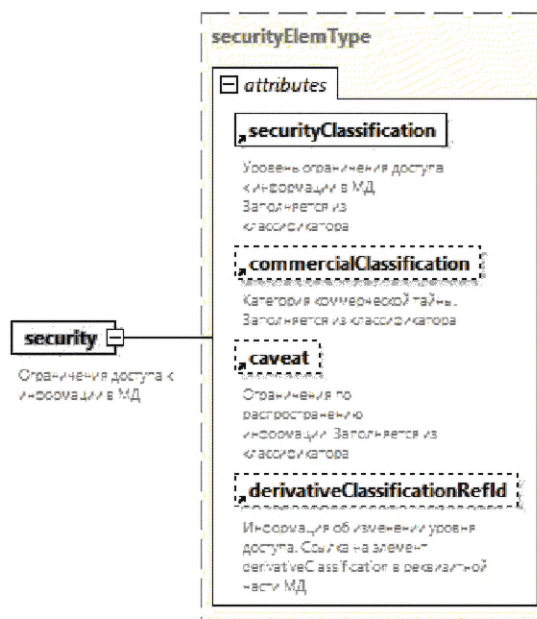 securityElemType
attributes
securityClassification
Уровень ограничения доступа
к информации в МД.
Заполняется из
классификатора
commercialClassification
Категория коммерческой тайны.
Заполняется из классификатора
security
Ограничения доступа к
информации в МД
caveat
Ограничения по
распространению
информации. Заполняется из
классификатора
derivativeClassificationRefId
Информация об изменении уровня
доступа. Ссылка на элемент
derivativeClassification в реквизитной
части МД